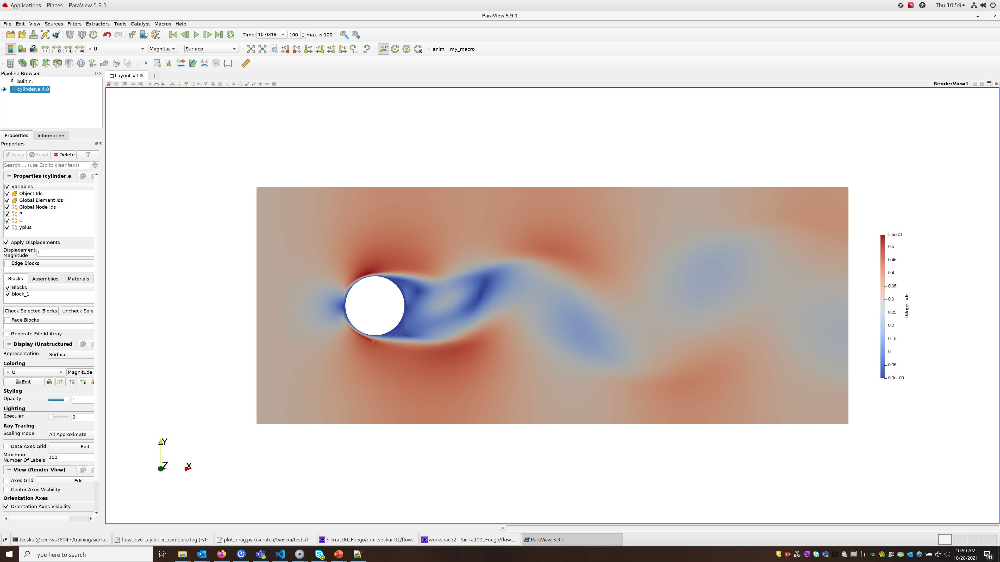 Applications Places ParaView 5.9.1
Thu 10:59
ParaView 5.9.1
File Edit View Sources Filters Extractors Tools Catalyst Macros Help
Time: 10.0319 100 max is 100
U Magnituc Surface +X -X +Y -Y +Z -Z +90 -90 anim my_macro
Pipeline Browser
Layout #1 +
builtin:
2D
RenderView1
cylinder.e.4.0
Properties Information
Properties
Apply Reset Delete ?
Search ... (use Esc to clear text)
Properties (cylinder.e.
Variables
Object Ids
Global Element Ids
Global Node Ids
P
U
yplus
Apply Displacements
Displacement Magnitude 1
Edge Blocks
Blocks Assemblies Materials
Blocks
block_1
Check Selected Blocks Uncheck Sele
Face Blocks
Generate File Id Array
Display (Unstructured
Representation Surface
Coloring
U Magnitude
Edit
Styling
Opacity 1
Lighting
Specular 0
Ray Tracing
Scaling Mode All Approximate
Data Axes Grid Edit
Maximum Number Of Labels 100
View (Render View)
Axes Grid Edit
Center Axes Visibility
Orientation Axes
Orientation Axes Visibility
5.5e-01
0.5
0.45
0.4
0.35
0.3
0.25
0.2
0.15
0.1
0.05
0.0e+00
U Magnitude
Y
Z X
tvoskui@ceerws3804:~/training/sierra...
flow_over_cylinder_complete.log (~/tr...
plot_drag.py (/scratch/tvoskui/tests/f...
Sierra100_Fuego/run-tvoskui-01/flow...
workspace2 - Sierra100_Fuego/flow_...
ParaView 5.9.1
Type here to search
RSI
10:59 AM
10/28/2021
41